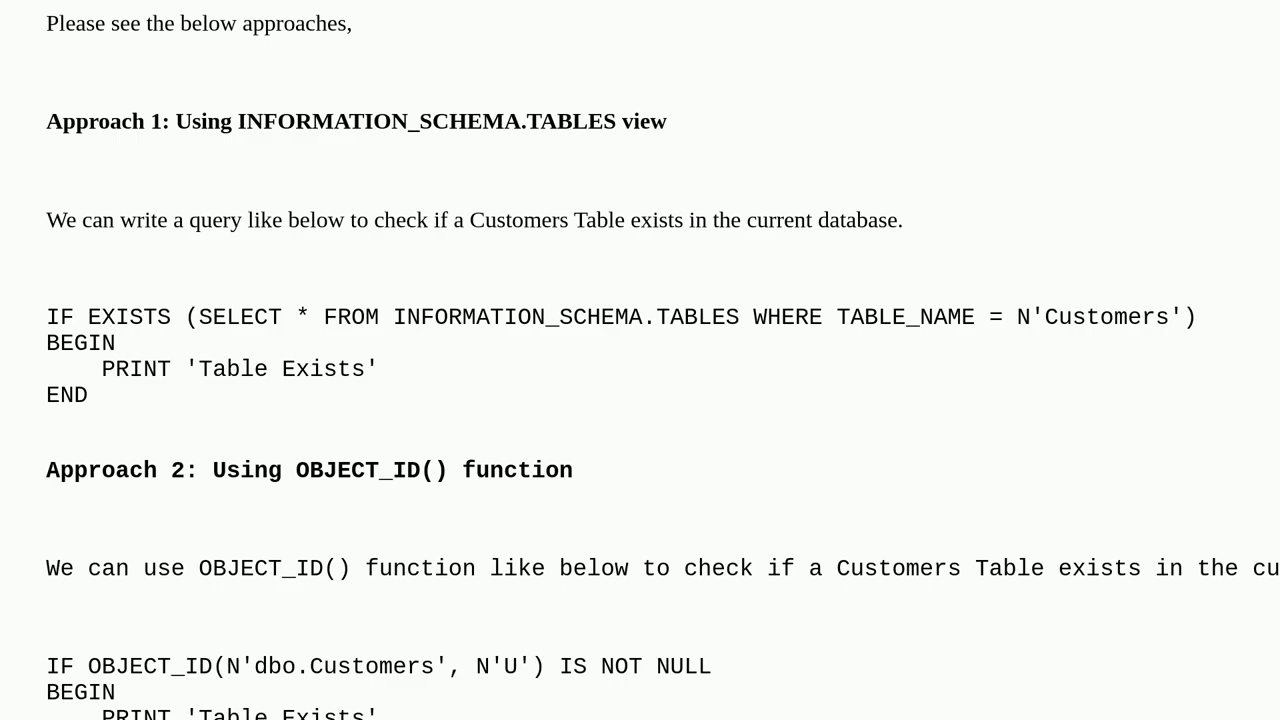 Please see the below approaches,
Approach 1: Using INFORMATION_SCHEMA.TABLES view
We can write a query like below to check if a Customers Table exists in the current database.
IF EXISTS (SELECT * FROM INFORMATION_SCHEMA.TABLES WHERE TABLE_NAME = N'Customers')
BEGIN
    PRINT 'Table Exists'
END
Approach 2: Using OBJECT_ID() function
We can use OBJECT_ID() function like below to check if a Customers Table exists in the cu
IF OBJECT_ID(N'dbo.Customers', N'U') IS NOT NULL
BEGIN
    PRINT 'Table Exists'